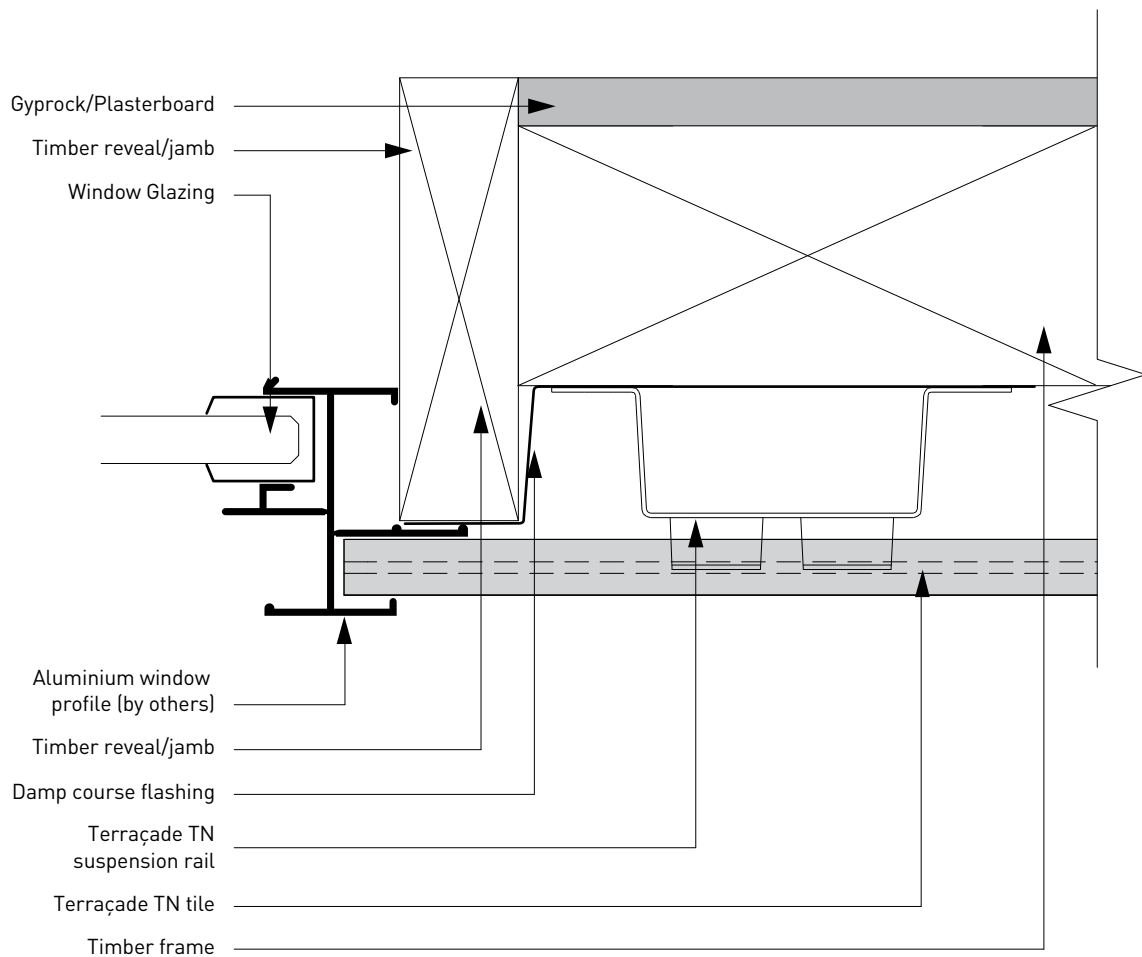 Gyprock/Plasterboard
Timber reveal/jamb
Window Glazing
Aluminium window
profile (by others)
Timber reveal/jamb
Damp course flashing
Terraçade TN
suspension rail
Terraçade TN tile
Timber frame